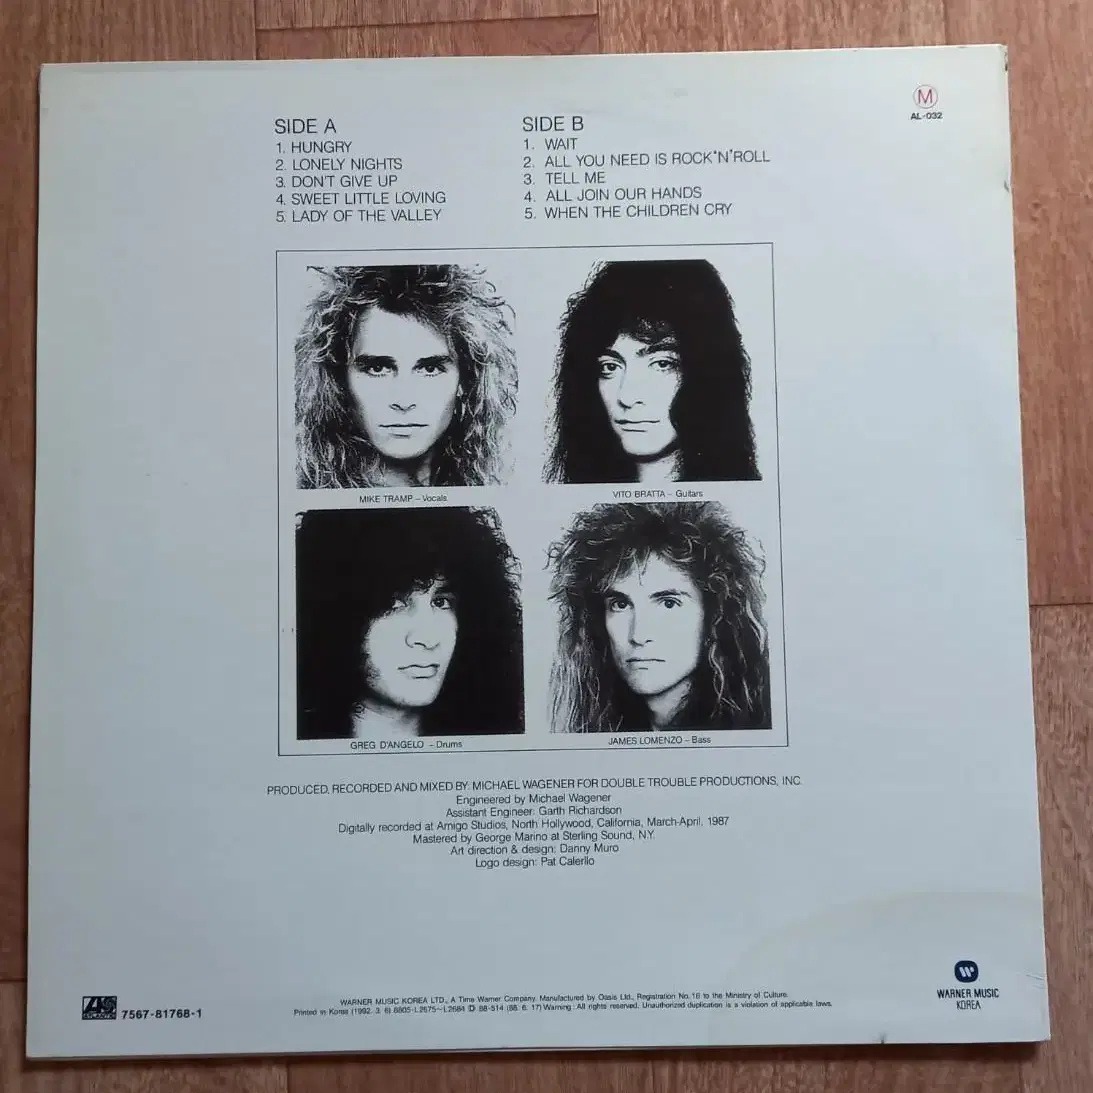 M
AL-032
SIDE A
1. HUNGRY
2. LONELY NIGHTS
3. DON'T GIVE UP
4. SWEET LITTLE LOVING
5. LADY OF THE VALLEY
SIDE B
1. WAIT
2. ALL YOU NEED IS ROCK'N'ROLL
3. TELL ME
4. ALL JOIN OUR HANDS
5. WHEN THE CHILDREN CRY
MIKE TRAMP – Vocals
VITO BRATTA – Guitars
GREG D'ANGELO – Drums
JAMES LOMENZO – Bass
PRODUCED, RECORDED AND MIXED BY: MICHAEL WAGENER FOR DOUBLE TROUBLE PRODUCTIONS, INC.
Engineered by Michael Wagener
Assistant Engineer: Garth Richardson
Digitally recorded at Amigo Studios, North Hollywood, California, March-April, 1987
Mastered by George Marino at Sterling Sound, N.Y.
Art direction & design: Danny Muro
Logo design: Pat Calerllo
ATLANTIC 7567-81768-1
WARNER MUSIC KOREA LTD., A Time Warner Company. Manufactured by Oasis Ltd., Registration No. 16 to the Ministry of Culture.
Printed in Korea (1992. 3. 6) 8805-L2675~L2684 ⓓ 88-514 (88. 6. 17) Warning: All rights reserved. Unauthorized duplication is a violation of applicable laws.
WARNER MUSIC
KOREA